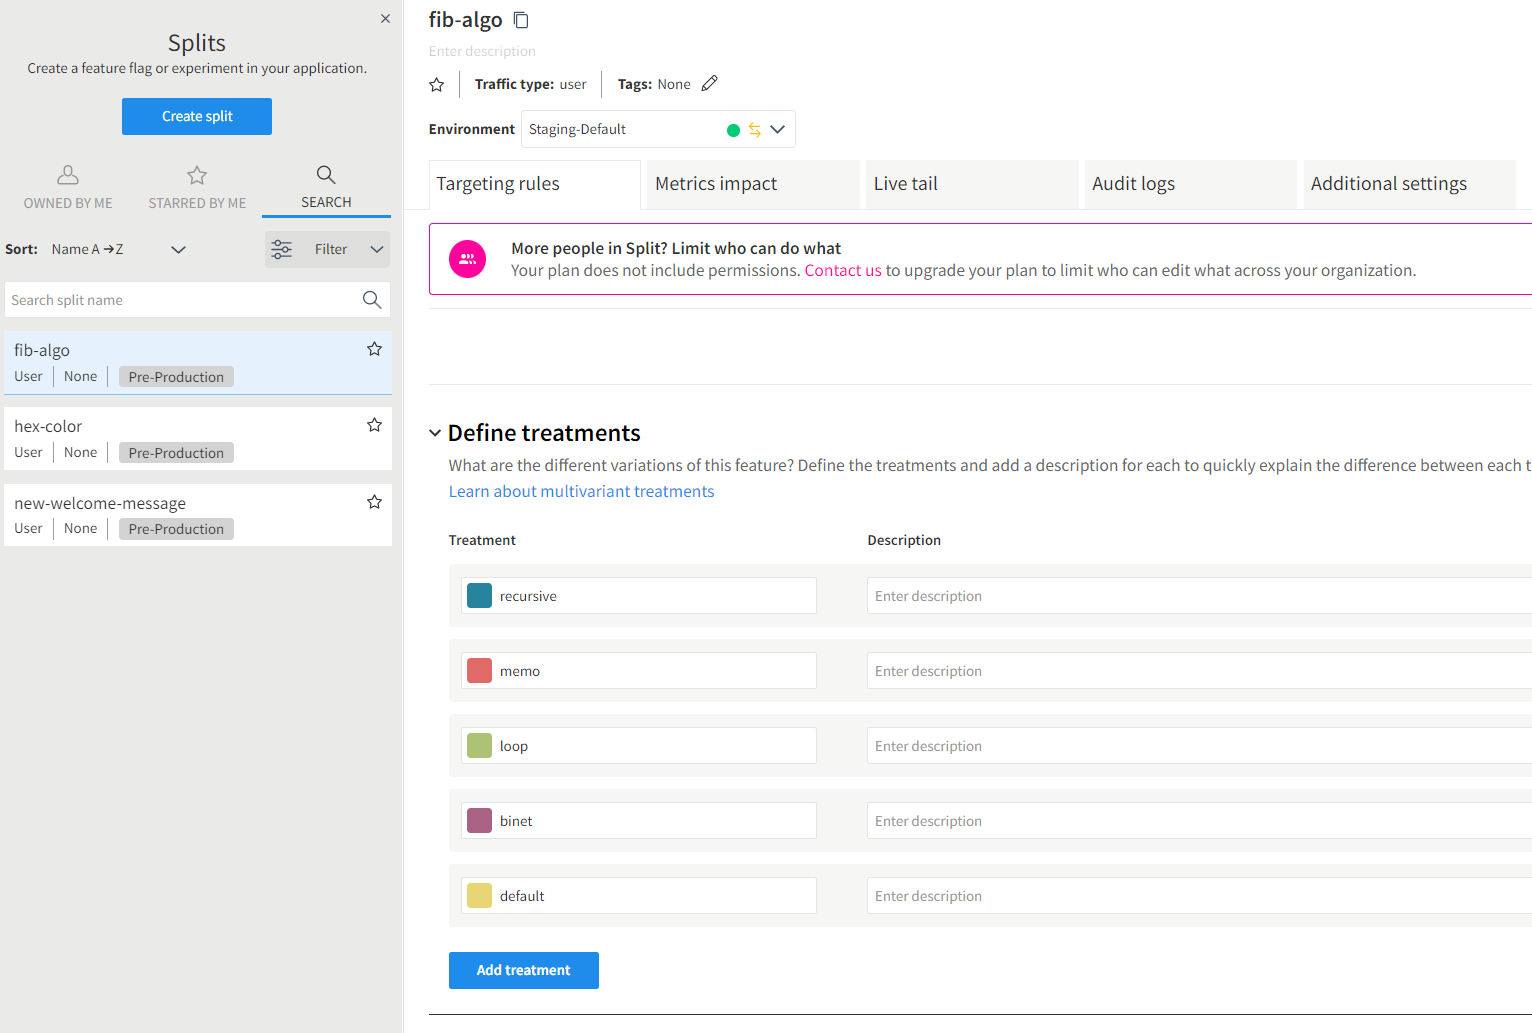 Splits
Create a feature flag or experiment in your application.
Create split
OWNED BY ME
STARRED BY ME
SEARCH
Sort: Name A → Z
Filter
Search split name
fib-algo
User None Pre-Production
hex-color
User None Pre-Production
new-welcome-message
User None Pre-Production
fib-algo
Enter description
Traffic type: user
Tags: None
Environment Staging-Default
Targeting rules
Metrics impact
Live tail
Audit logs
Additional settings
More people in Split? Limit who can do what
Your plan does not include permissions. Contact us to upgrade your plan to limit who can edit what across your organization.
Define treatments
What are the different variations of this feature? Define the treatments and add a description for each to quickly explain the difference between each t
Learn about multivariant treatments
Treatment Description
recursive Enter description
memo Enter description
loop Enter description
binet Enter description
default Enter description
Add treatment